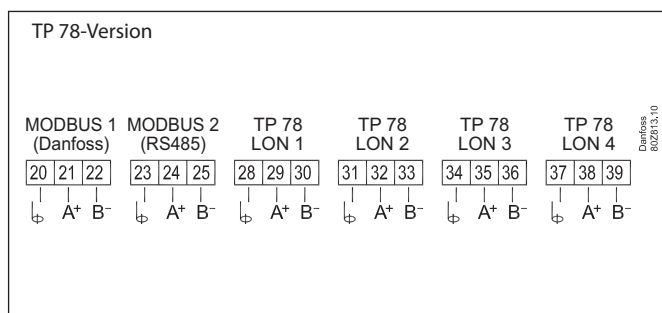 TP 78-Version
MODBUS 1 MODBUS 2 TP 78 TP 78 TP 78 TP 78
(Danfoss) (RS485) LON 1 LON 2 LON 3 LON 4
20 21 22 23 24 25 28 29 30 31 32 33 34 35 36 37 38 39
A+ B- A+ B- A+ B- A+ B- A+ B- A+ B-
Danfoss
80Z813.10